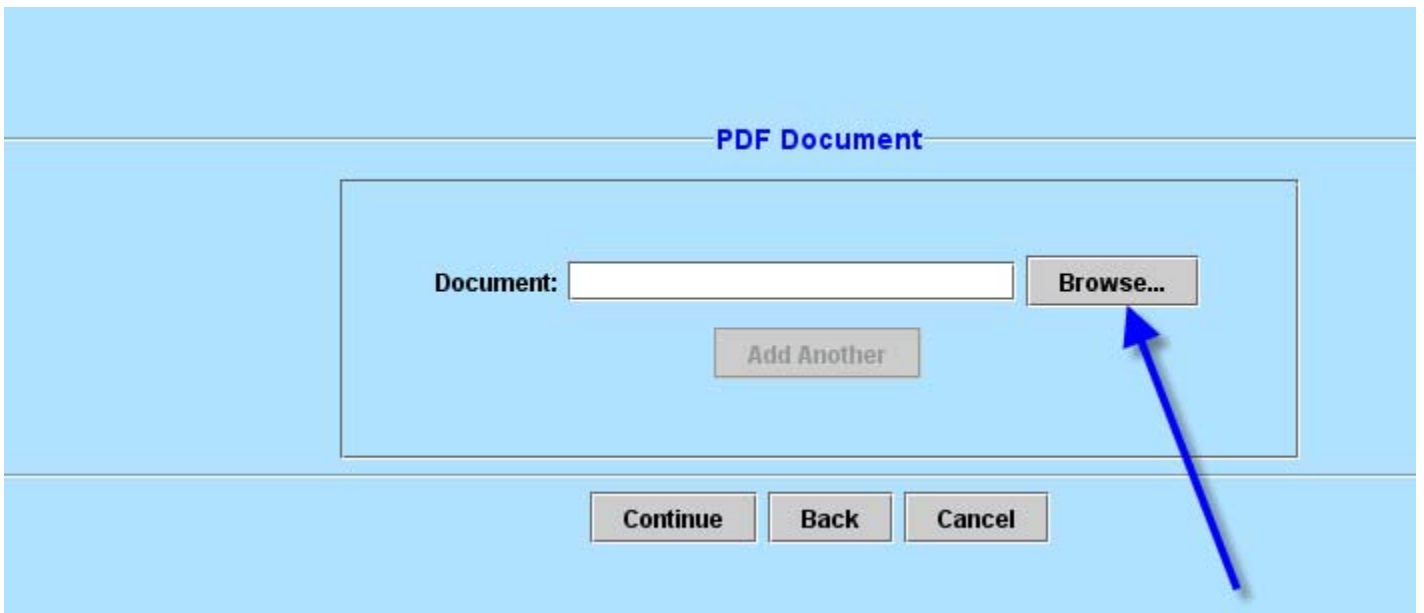 PDF Document
Document:
Browse...
Add Another
Continue Back Cancel